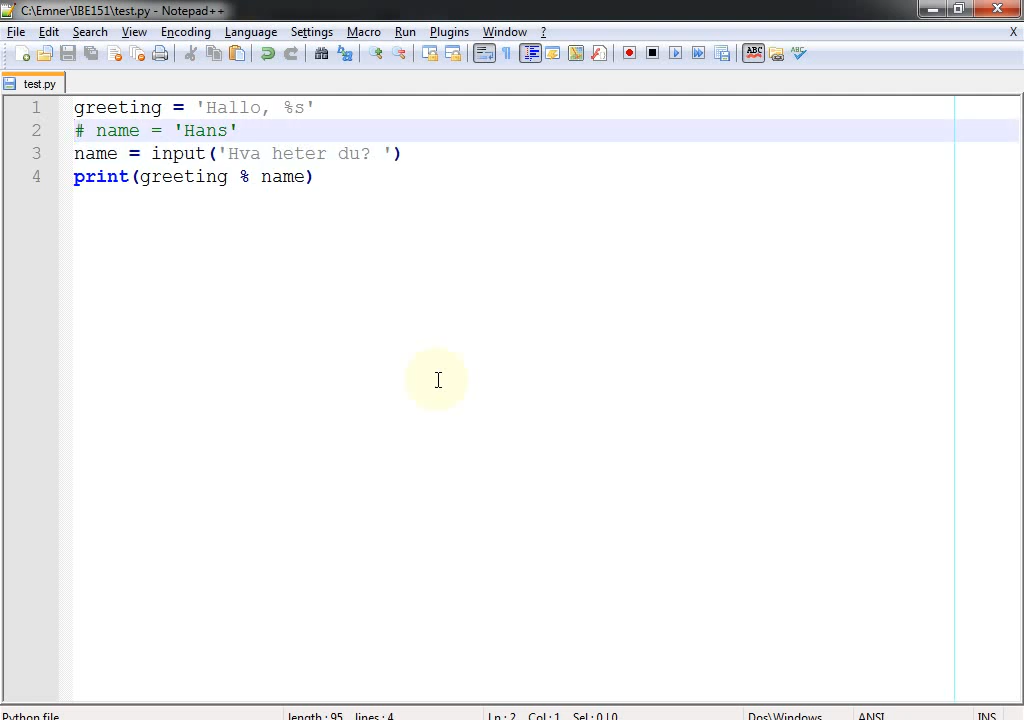 C:\Emner\IBE151\test.py - Notepad++
File Edit Search View Encoding Language Settings Macro Run Plugins Window ? X
ABC ABC
test.py
1 greeting = 'Hallo, %s'
2 # name = 'Hans'
3 name = input('Hva heter du? ')
4 print(greeting % name)
Python file length : 95 lines : 4 Ln : 2 Col : 1 Sel : 0 | 0 Dos\Windows ANSI INS